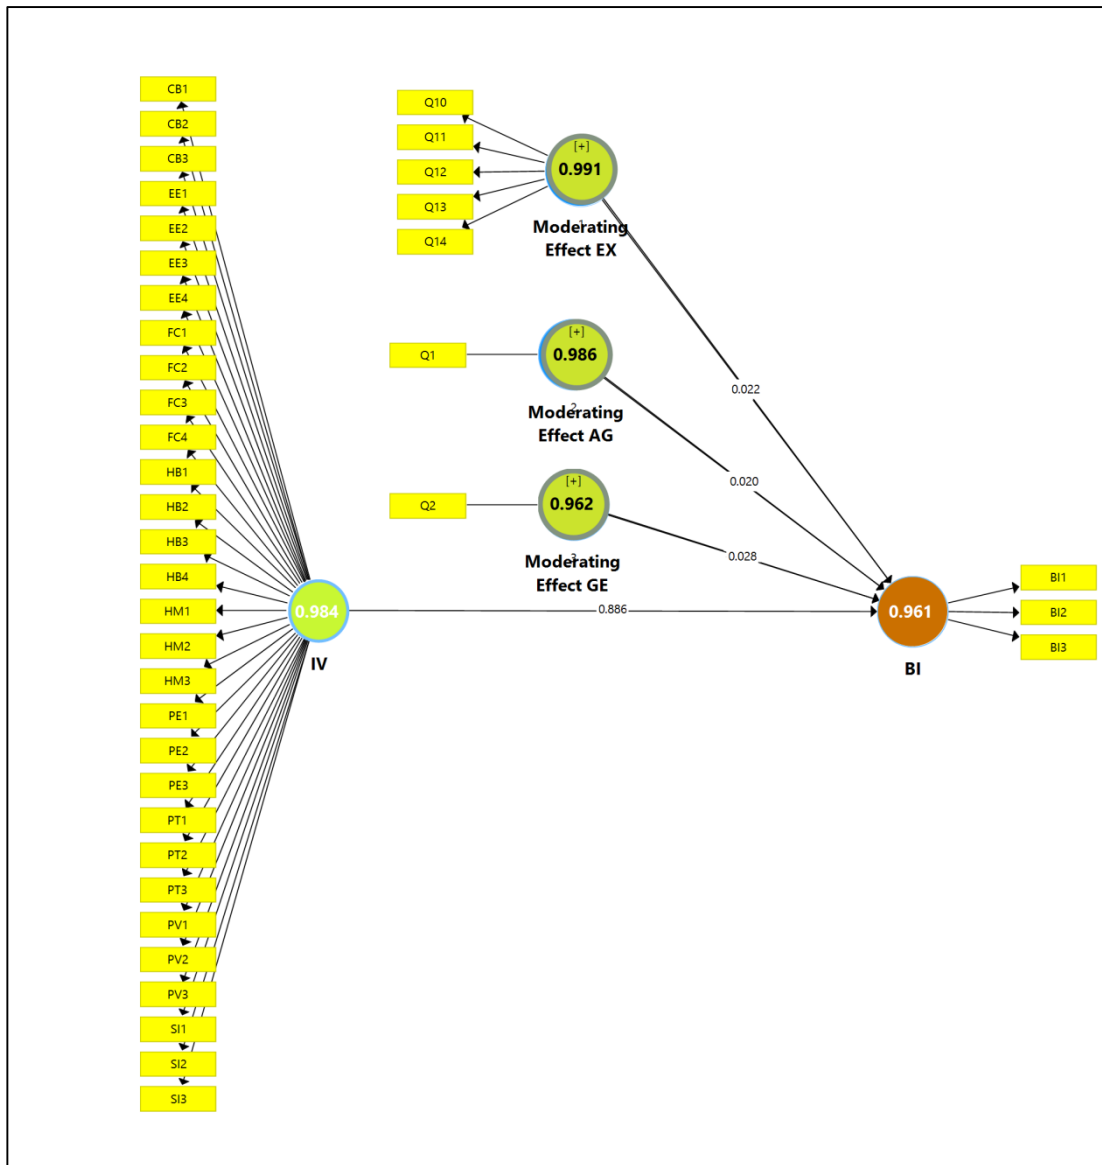 CB1
CB2
CB3
EE1
EE2
EE3
EE4
FC1
FC2
FC3
FC4
HB1
HB2
HB3
HB4
HM1
HM2
HM3
PE1
PE2
PE3
PT1
PT2
PT3
PV1
PV2
PV3
SI1
SI2
SI3
0.984
IV
Q10
Q11
Q12
Q13
Q14
[+]
0.991
1
Moderating
Effect EX
Q1
[+]
0.986
2
Moderating
Effect AG
Q2
[+]
0.962
3
Moderating
Effect GE
0.022
0.020
0.028
0.886
0.961
BI
BI1
BI2
BI3